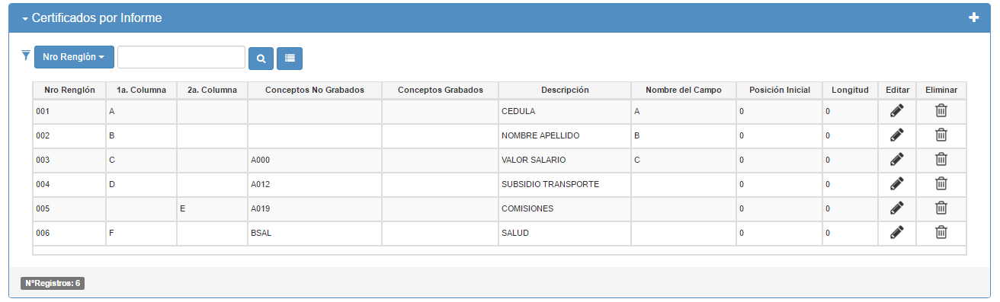 Certificados por Informe
Nro Renglón
Nro Renglón 1a. Columna 2a. Columna Conceptos No Grabados Conceptos Grabados Descripción Nombre del Campo Posición Inicial Longitud Editar Eliminar
001 A CEDULA A 0 0
002 B NOMBRE APELLIDO B 0 0
003 C A000 VALOR SALARIO C 0 0
004 D A012 SUBSIDIO TRANSPORTE 0 0
005 E A019 COMISIONES 0 0
006 F BSAL SALUD 0 0
N°Registros: 6